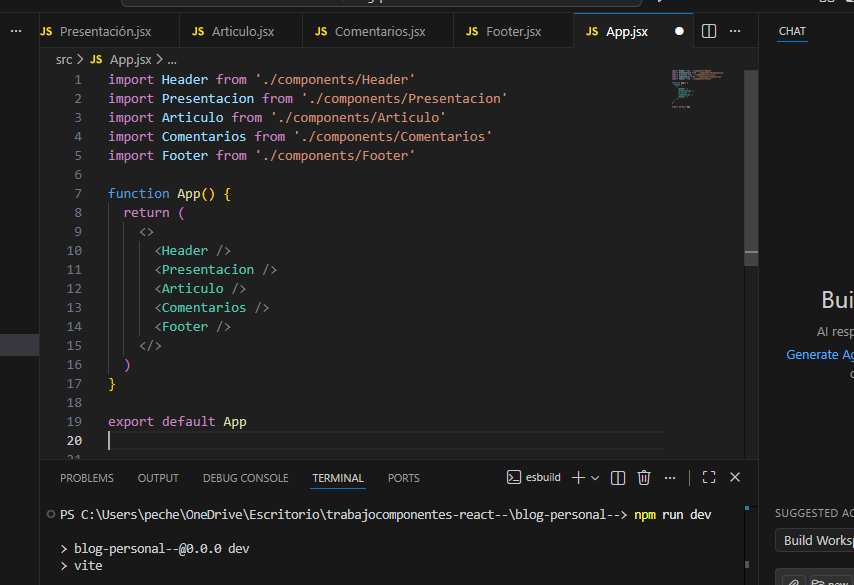 JS Presentación.jsx JS Articulo.jsx JS Comentarios.jsx JS Footer.jsx JS App.jsx
CHAT
src > JS App.jsx > ...
1 import Header from './components/Header'
2 import Presentacion from './components/Presentacion'
3 import Articulo from './components/Articulo'
4 import Comentarios from './components/Comentarios'
5 import Footer from './components/Footer'
6
7 function App() {
8 return (
9 <>
10 <Header />
11 <Presentacion />
12 <Articulo />
13 <Comentarios />
14 <Footer />
15 </>
16 )
17 }
18
19 export default App
20
21
Bui
AI resp
Generate Ag
PROBLEMS OUTPUT DEBUG CONSOLE TERMINAL PORTS esbuild
PS C:\Users\peche\OneDrive\Escritorio\trabajocomponentes-react--\blog-personal--> npm run dev
> blog-personal--@0.0.0 dev
> vite
SUGGESTED AC
Build Worksp